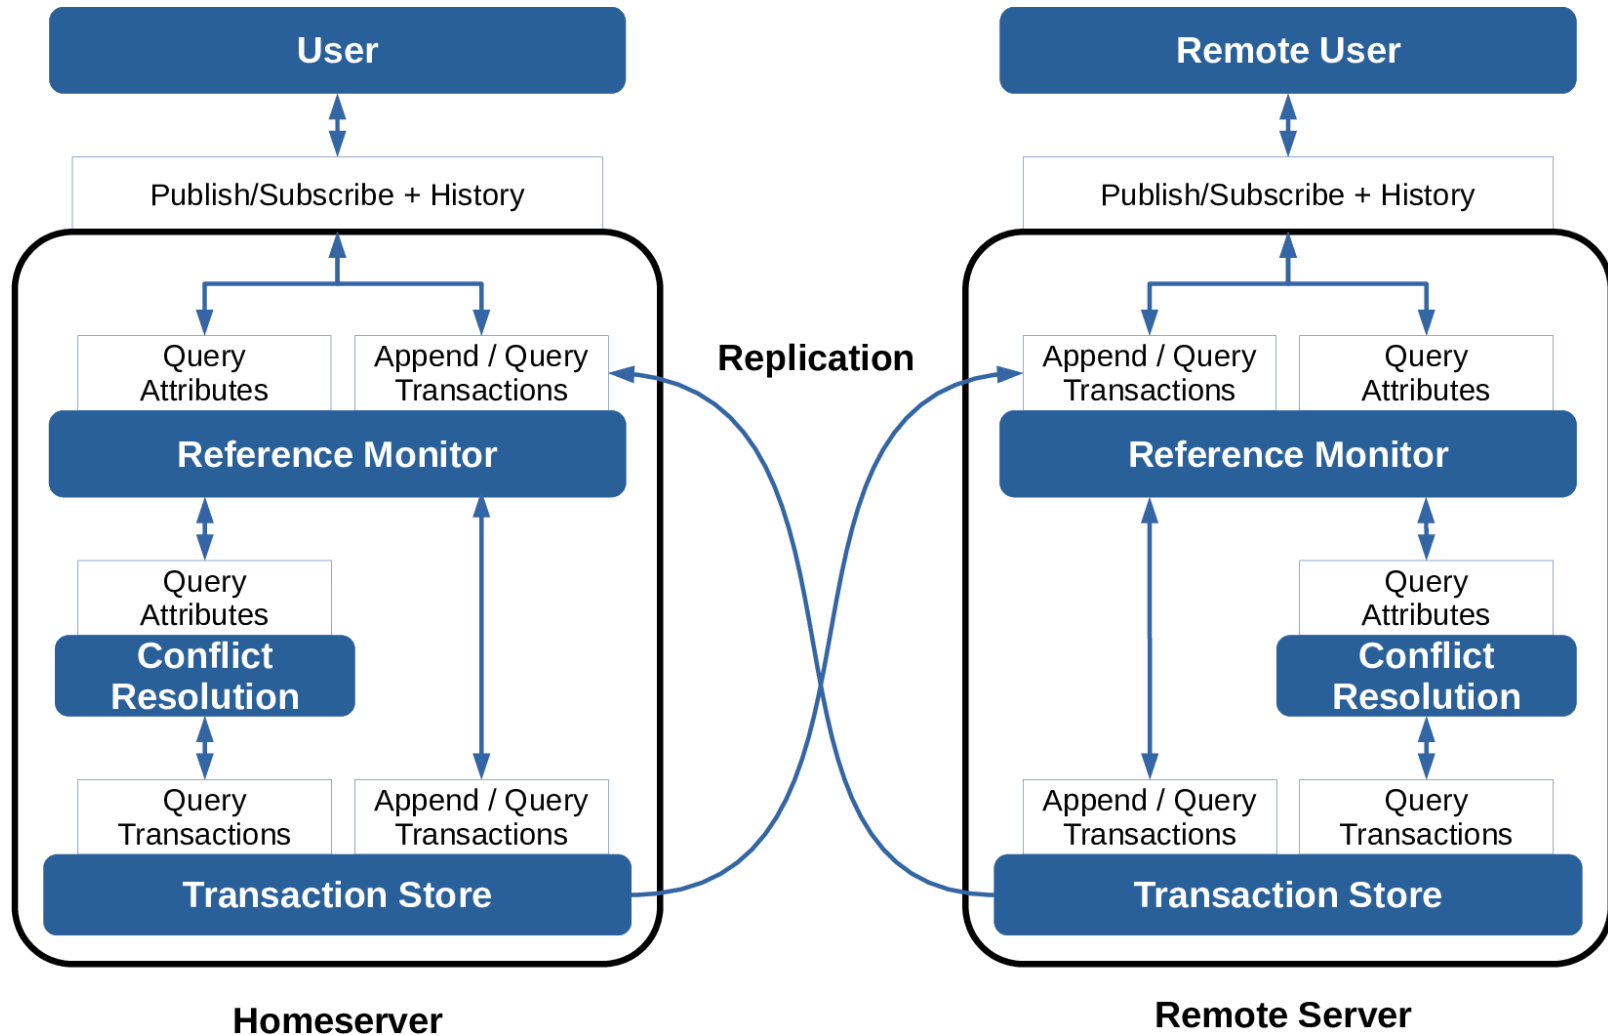 User
Publish/Subscribe + History
Query
Attributes
Append / Query
Transactions
Reference Monitor
Query
Attributes
Conflict
Resolution
Query
Transactions
Append / Query
Transactions
Transaction Store
Homeserver
Replication
Remote User
Publish/Subscribe + History
Append / Query
Transactions
Query
Attributes
Reference Monitor
Query
Attributes
Conflict
Resolution
Append / Query
Transactions
Query
Transactions
Transaction Store
Remote Server